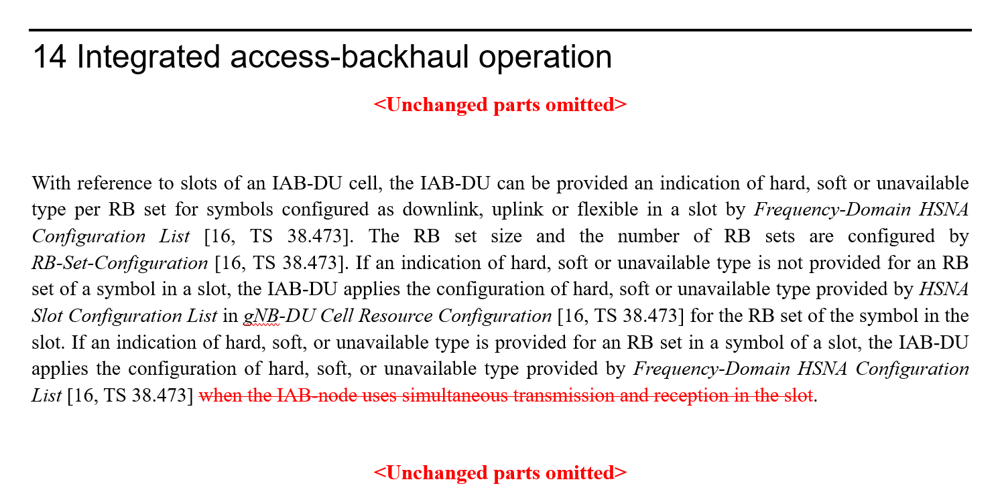 14 Integrated access-backhaul operation
<Unchanged parts omitted>
With reference to slots of an IAB-DU cell, the IAB-DU can be provided an indication of hard, soft or unavailable
type per RB set for symbols configured as downlink, uplink or flexible in a slot by Frequency-Domain HSNA
Configuration List [16, TS 38.473]. The RB set size and the number of RB sets are configured by
RB-Set-Configuration [16, TS 38.473]. If an indication of hard, soft or unavailable type is not provided for an RB
set of a symbol in a slot, the IAB-DU applies the configuration of hard, soft or unavailable type provided by HSNA
Slot Configuration List in gNB-DU Cell Resource Configuration [16, TS 38.473] for the RB set of the symbol in the
slot. If an indication of hard, soft, or unavailable type is provided for an RB set in a symbol of a slot, the IAB-DU
applies the configuration of hard, soft, or unavailable type provided by Frequency-Domain HSNA Configuration
List [16, TS 38.473] when the IAB-node uses simultaneous transmission and reception in the slot.
<Unchanged parts omitted>